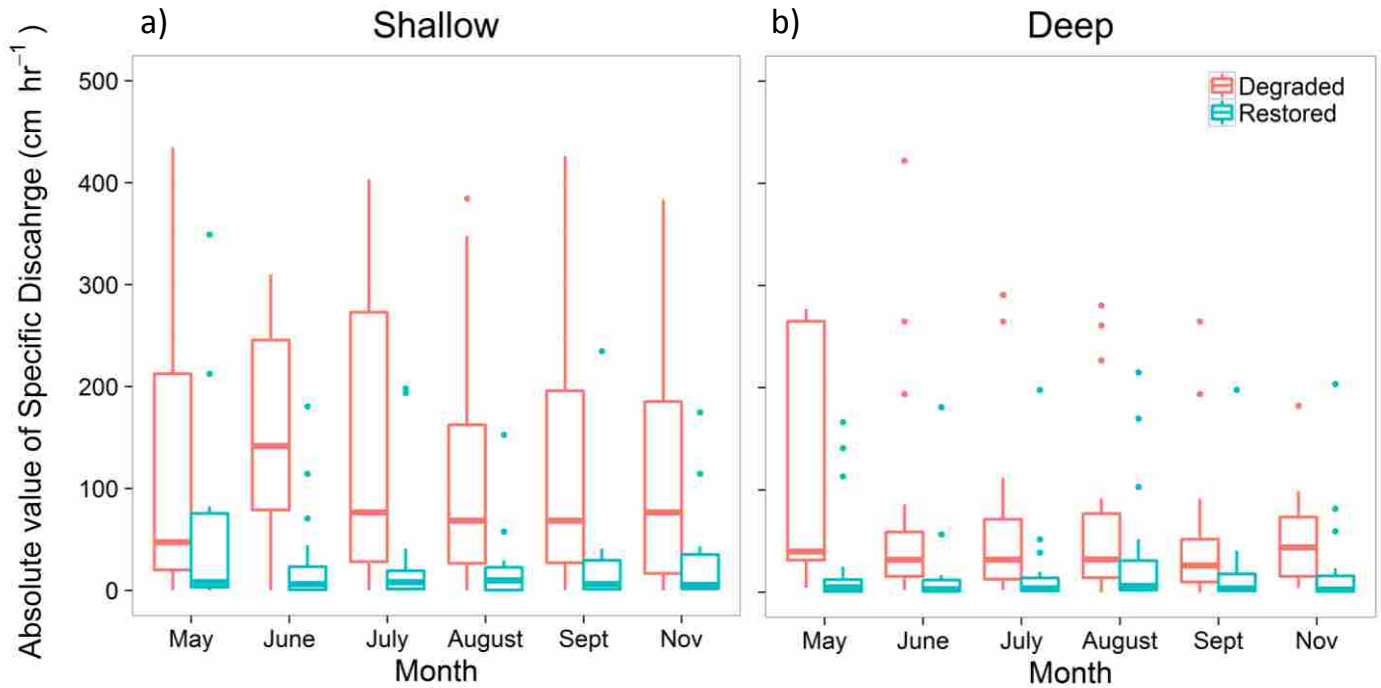 a) Shallow
b) Deep
Absolute value of Specific Discahrge (cm hr⁻¹ )
500
400
300
200
100
0
May June July August Sept Nov
Month
Degraded
Restored
May June July August Sept Nov
Month